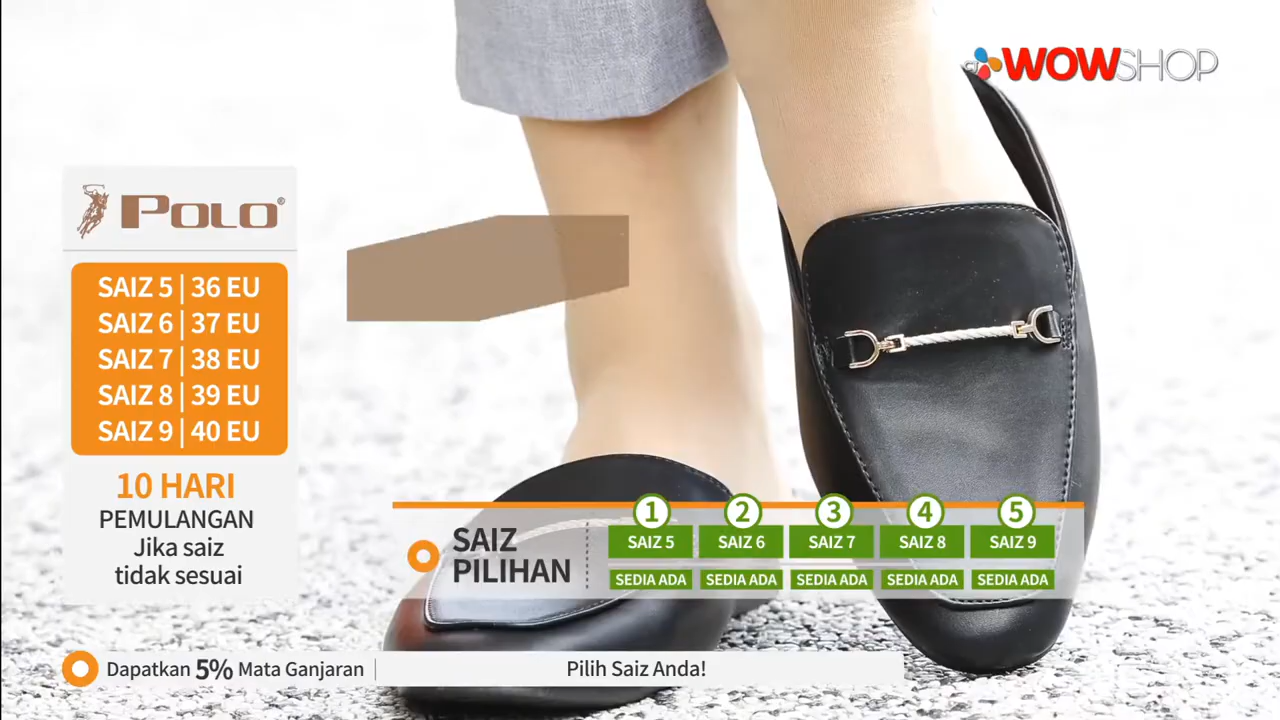 CJ WOWSHOP
POLO®
SAIZ 5 | 36 EU
SAIZ 6 | 37 EU
SAIZ 7 | 38 EU
SAIZ 8 | 39 EU
SAIZ 9 | 40 EU
10 HARI
PEMULANGAN
Jika saiz
tidak sesuai
SAIZ
PILIHAN
1 2 3 4 5
SAIZ 5 SAIZ 6 SAIZ 7 SAIZ 8 SAIZ 9
SEDIA ADA SEDIA ADA SEDIA ADA SEDIA ADA SEDIA ADA
Dapatkan 5% Mata Ganjaran | Pilih Saiz Anda!